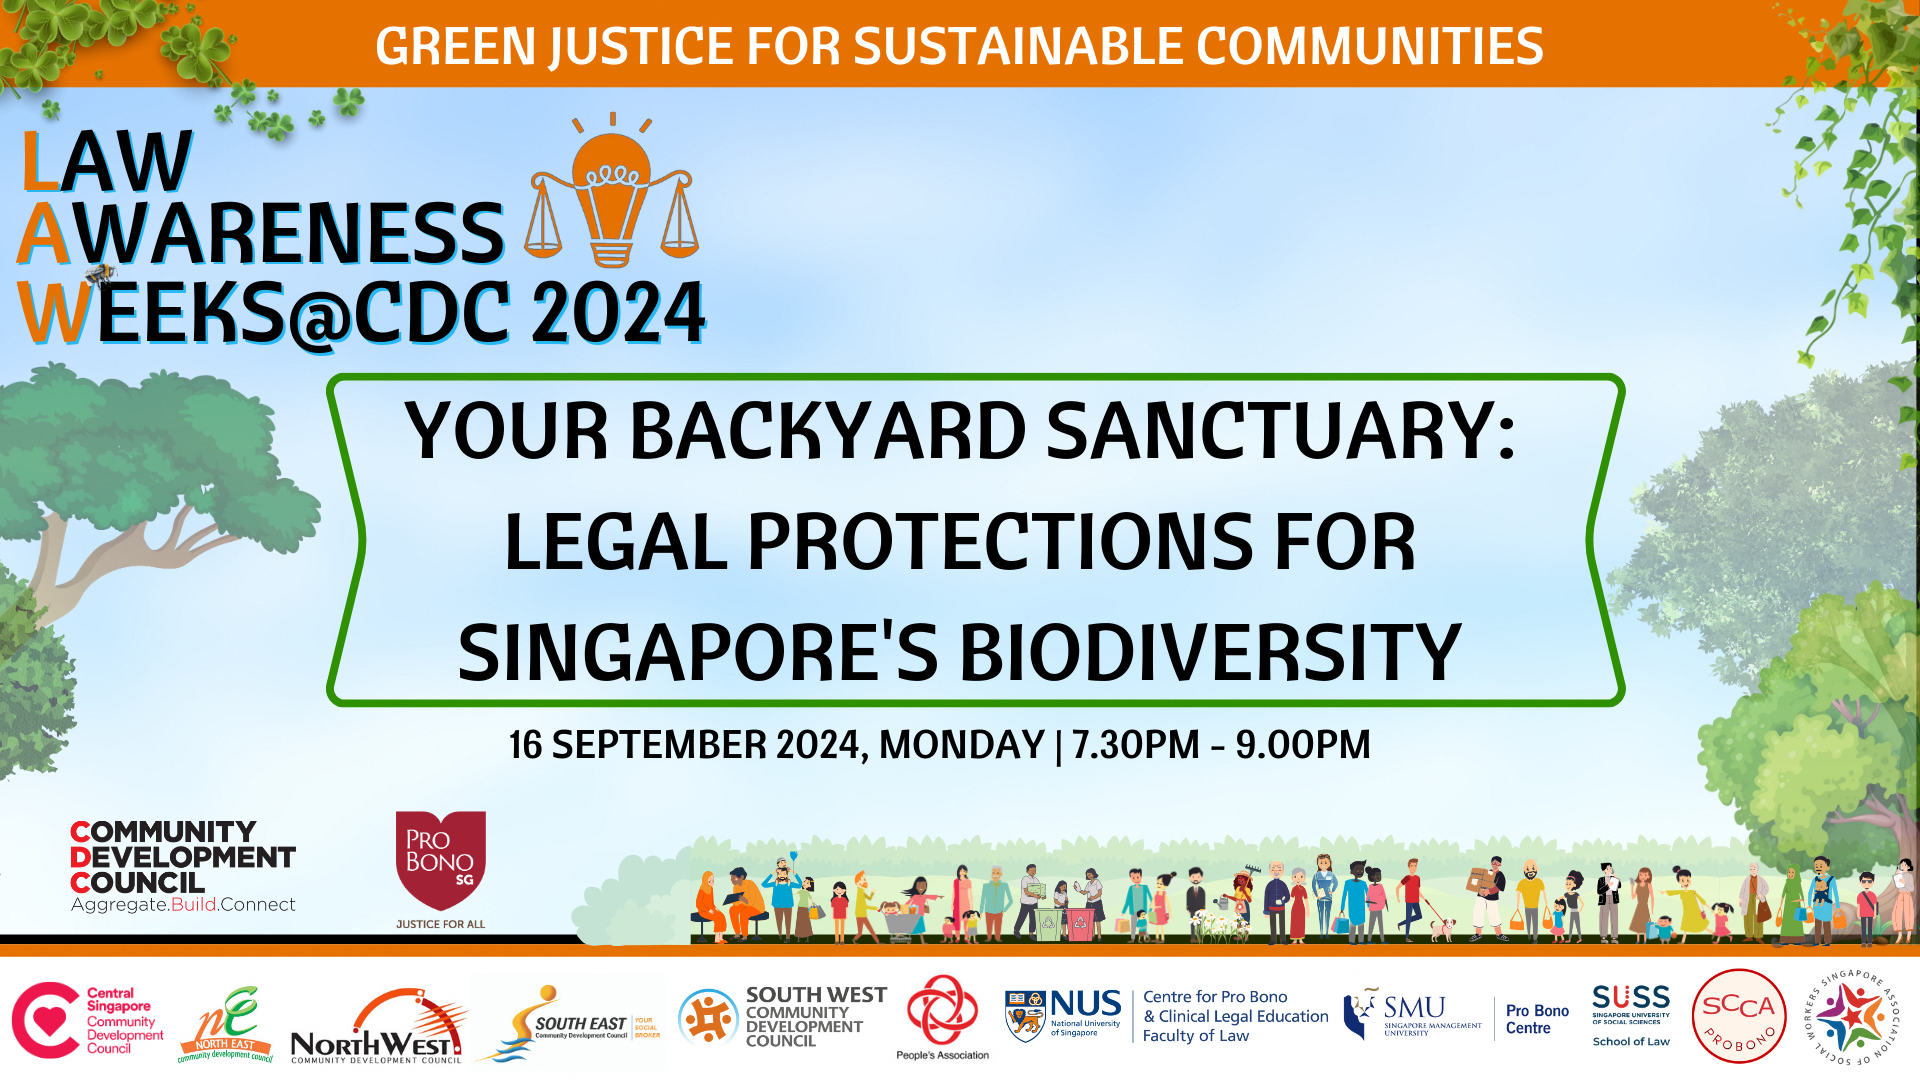 GREEN JUSTICE FOR SUSTAINABLE COMMUNITIES
LAW
AWARENESS
WEEKS@CDC 2024
YOUR BACKYARD SANCTUARY:
LEGAL PROTECTIONS FOR
SINGAPORE'S BIODIVERSITY
16 SEPTEMBER 2024, MONDAY | 7.30PM - 9.00PM
COMMUNITY
DEVELOPMENT
COUNCIL
Aggregate.Build.Connect
PRO
BONO
SG
JUSTICE FOR ALL
Central
Singapore
Community
Development
Council
ne
NORTH EAST
community development council
NORTHWEST
COMMUNITY DEVELOPMENT COUNCIL
SOUTH EAST
Community Development Council
YOUR
SOCIAL
BROKER
SOUTH WEST
COMMUNITY
DEVELOPMENT
COUNCIL
People's Association
NUS
National University
of Singapore
Centre for Pro Bono
& Clinical Legal Education
Faculty of Law
SMU
SINGAPORE MANAGEMENT
UNIVERSITY
Pro Bono
Centre
SUSS
SINGAPORE UNIVERSITY
OF SOCIAL SCIENCES
School of Law
SCCA
PROBONO
SINGAPORE ASSOCIATION OF SOCIAL WORKERS